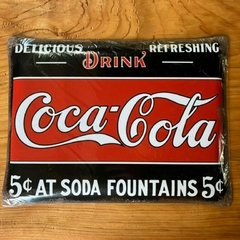 DELICIOUS REFRESHING
DRINK
Coca-Cola
5¢ AT SODA FOUNTAINS 5¢